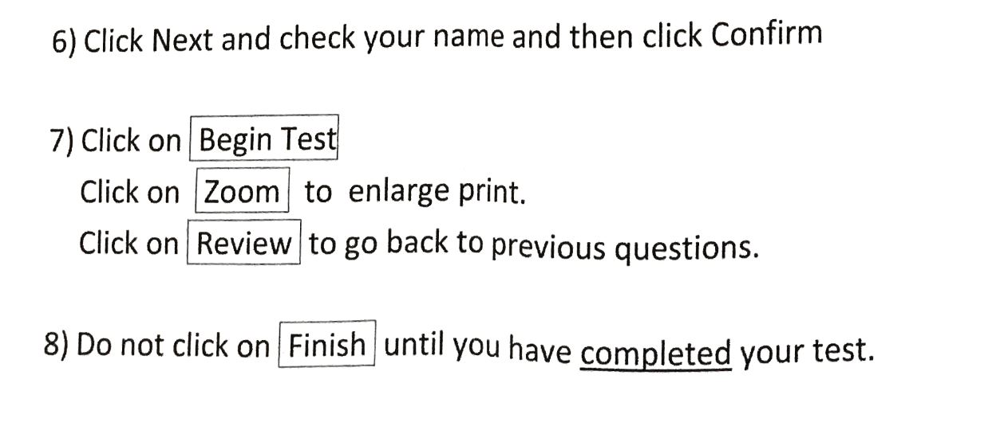 6) Click Next and check your name and then click Confirm
7) Click on Begin Test
Click on Zoom to enlarge print.
Click on Review to go back to previous questions.
8) Do not click on Finish until you have completed your test.